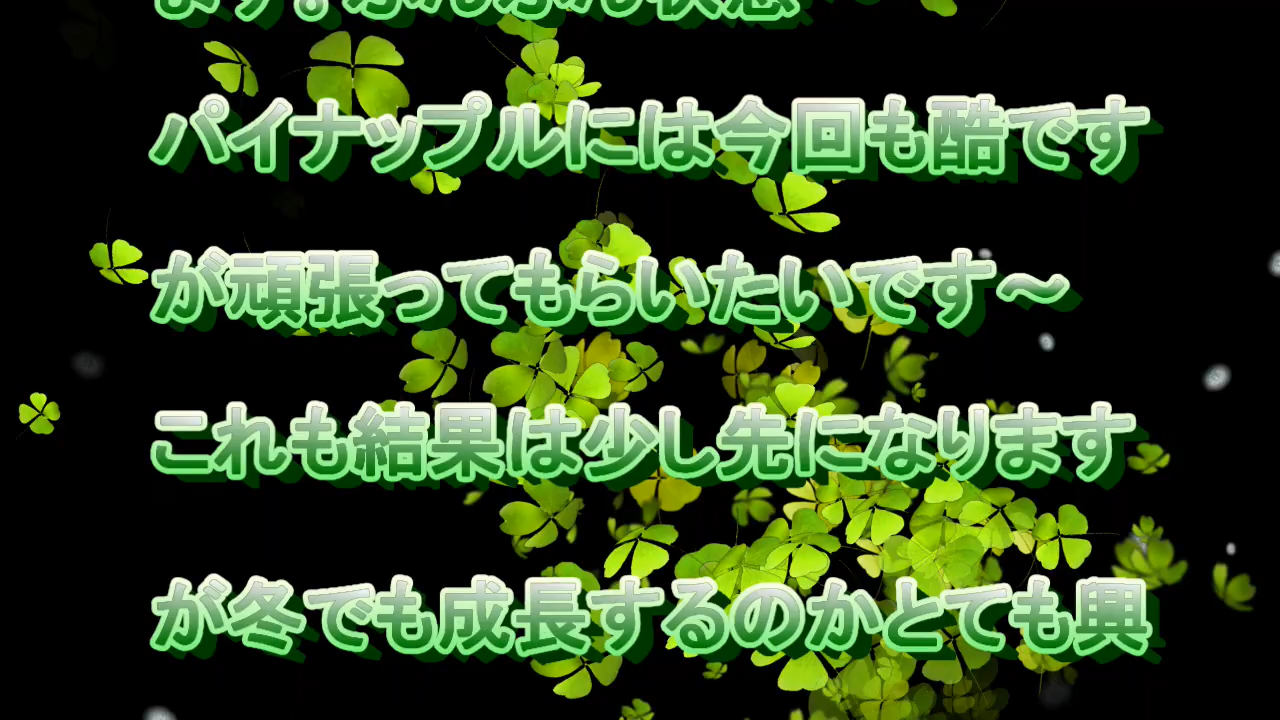 パイナップルには今回も酷です
が頑張ってもらいたいです～
これも結果は少し先になります
が冬でも成長するのかとても興